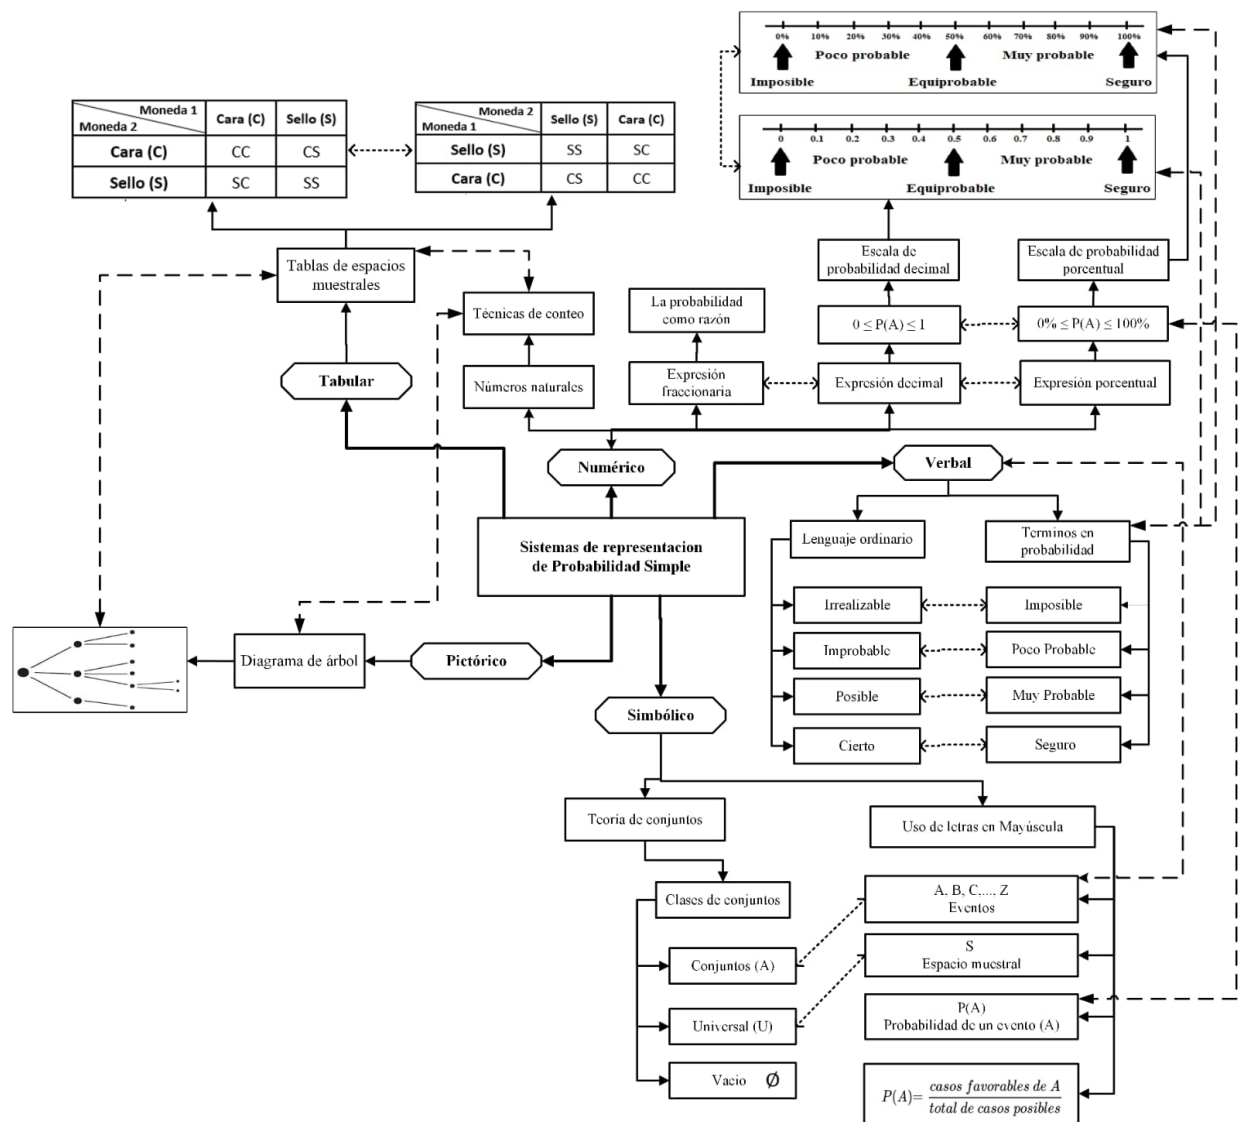 0% 10% 20% 30% 40% 50% 60% 70% 80% 90% 100%
Poco probable Muy probable
Imposible Equiprobable Seguro
0 0.1 0.2 0.3 0.4 0.5 0.6 0.7 0.8 0.9 1
Poco probable Muy probable
Imposible Equiprobable Seguro
Moneda 1
Moneda 2
Cara (C) Sello (S)
Cara (C) CC CS
Sello (S) SC SS
Moneda 2
Moneda 1
Sello (S) Cara (C)
Sello (S) SS SC
Cara (C) CS CC
Tablas de espacios
muestrales
Técnicas de conteo
La probabilidad
como razón
Escala de
probabilidad decimal
Escala de probabilidad
porcentual
0 ≤ P(A) ≤ 1
0% ≤ P(A) ≤ 100%
Tabular
Números naturales
Expresión
fraccionaria
Expresión decimal
Expresión porcentual
Numérico
Verbal
Sistemas de representacion
de Probabilidad Simple
Lenguaje ordinario
Terminos en
probabilidad
Irrealizable
Imposible
Improbable
Poco Probable
Posible
Muy Probable
Cierto
Seguro
Diagrama de árbol
Pictórico
Simbólico
Teoría de conjuntos
Uso de letras en Mayúscula
Clases de conjuntos
A, B, C,..., Z
Eventos
Conjuntos (A)
S
Espacio muestral
Universal (U)
P(A)
Probabilidad de un evento (A)
Vacio Ø
P(A)= casos favorables de A
total de casos posibles